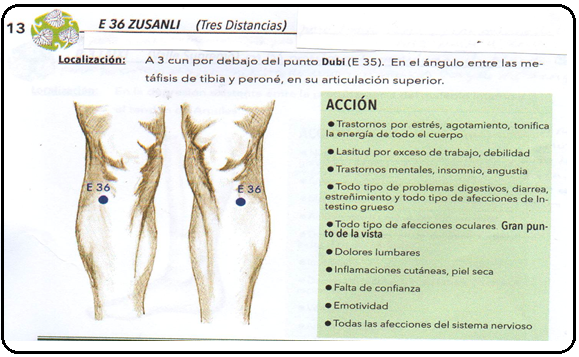 13
E 36 ZUSANLI (Tres Distancias)
Localización: A 3 cun por debajo del punto Dubi (E 35). En el ángulo entre las me-
táfisis de tibia y peroné, en su articulación superior.
E 36
E 36
ACCIÓN
● Trastornos por estrés, agotamiento, tonifica
la energía de todo el cuerpo
● Lasitud por exceso de trabajo, debilidad
● Trastornos mentales, insomnio, angustia
● Todo tipo de problemas digestivos, diarrea,
estreñimiento y todo tipo de afecciones de In-
testino grueso
● Todo tipo de afecciones oculares. Gran pun-
to de la vista
● Dolores lumbares
● Inflamaciones cutáneas, piel seca
● Falta de confianza
● Emotividad
● Todas las afecciones del sistema nervioso